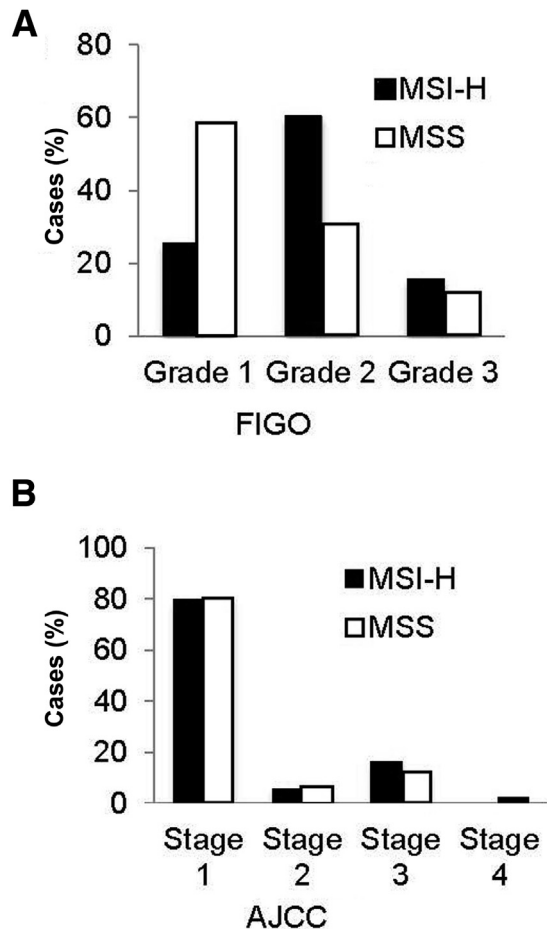 A
80
60
40
20
0
Cases (%)
MSI-H
MSS
Grade 1 Grade 2 Grade 3
FIGO
B
100
80
60
40
20
0
Cases (%)
MSI-H
MSS
Stage Stage Stage Stage
1 2 3 4
AJCC